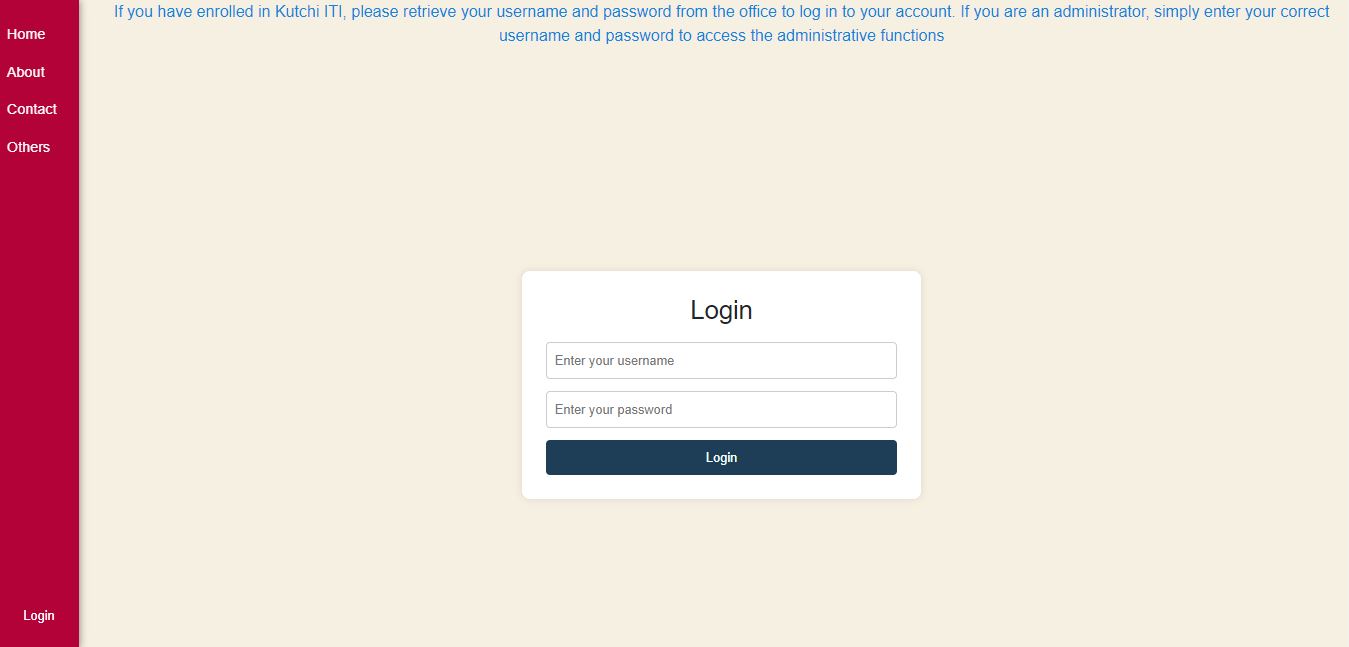 Home
About
Contact
Others
Login
If you have enrolled in Kutchi ITI, please retrieve your username and password from the office to log in to your account. If you are an administrator, simply enter your correct
username and password to access the administrative functions
Login
Enter your username
Enter your password
Login